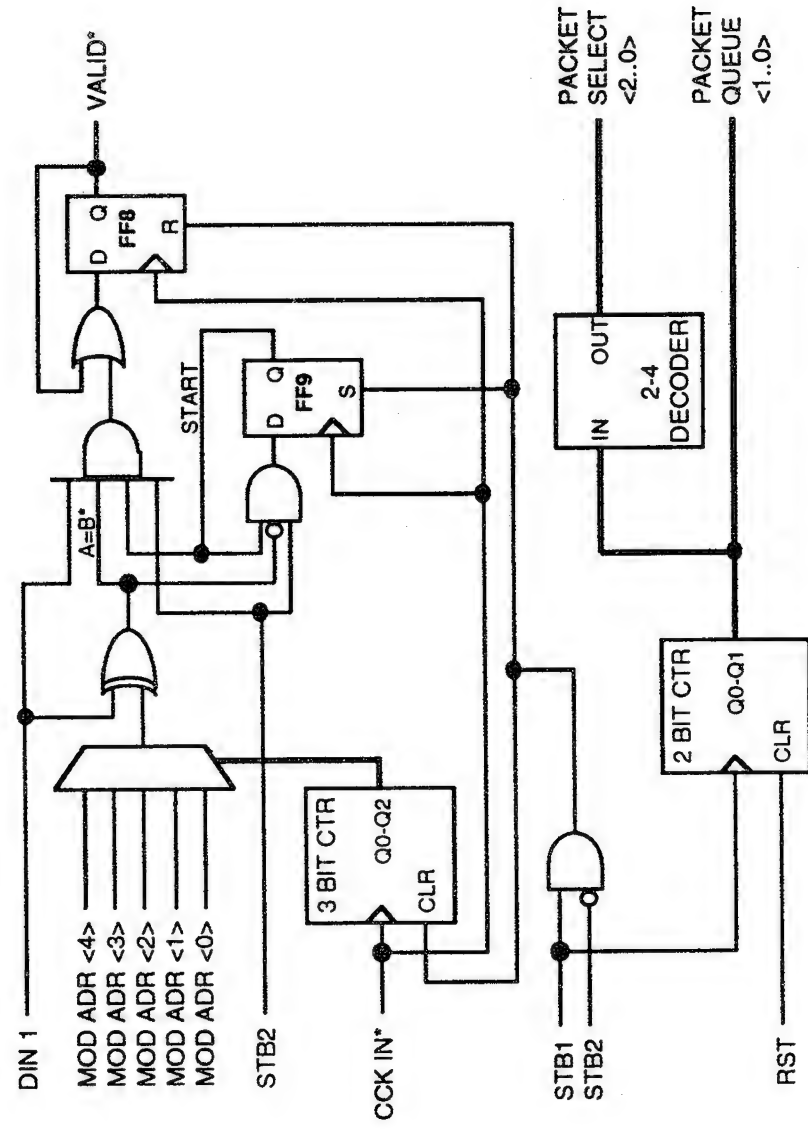 DIN 1
MOD ADR <4>
MOD ADR <3>
MOD ADR <2>
MOD ADR <1>
MOD ADR <0>
STB2
CCK IN*
STB1
STB2
RST
A=B*
START
D Q
FF8
R
VALID*
D Q
FF9
S
3 BIT CTR
Q0-Q2
CLR
2 BIT CTR
Q0-Q1
CLR
IN OUT
2-4
DECODER
PACKET
SELECT
<2..0>
PACKET
QUEUE
<1..0>